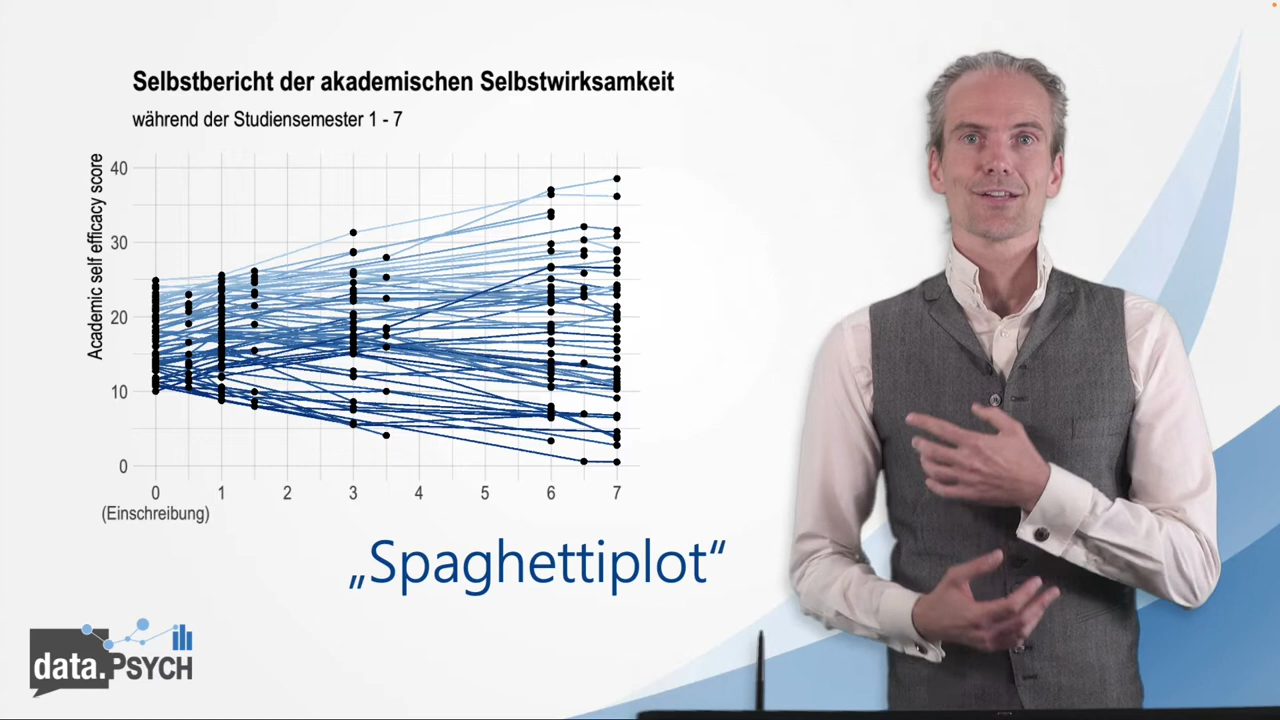 Selbstbericht der akademischen Selbstwirksamkeit
während der Studiensemester 1 - 7
Academic self efficacy score
40
30
20
10
0
0 1 2 3 4 5 6 7
(Einschreibung)
„Spaghettiplot“
data.PSYCH